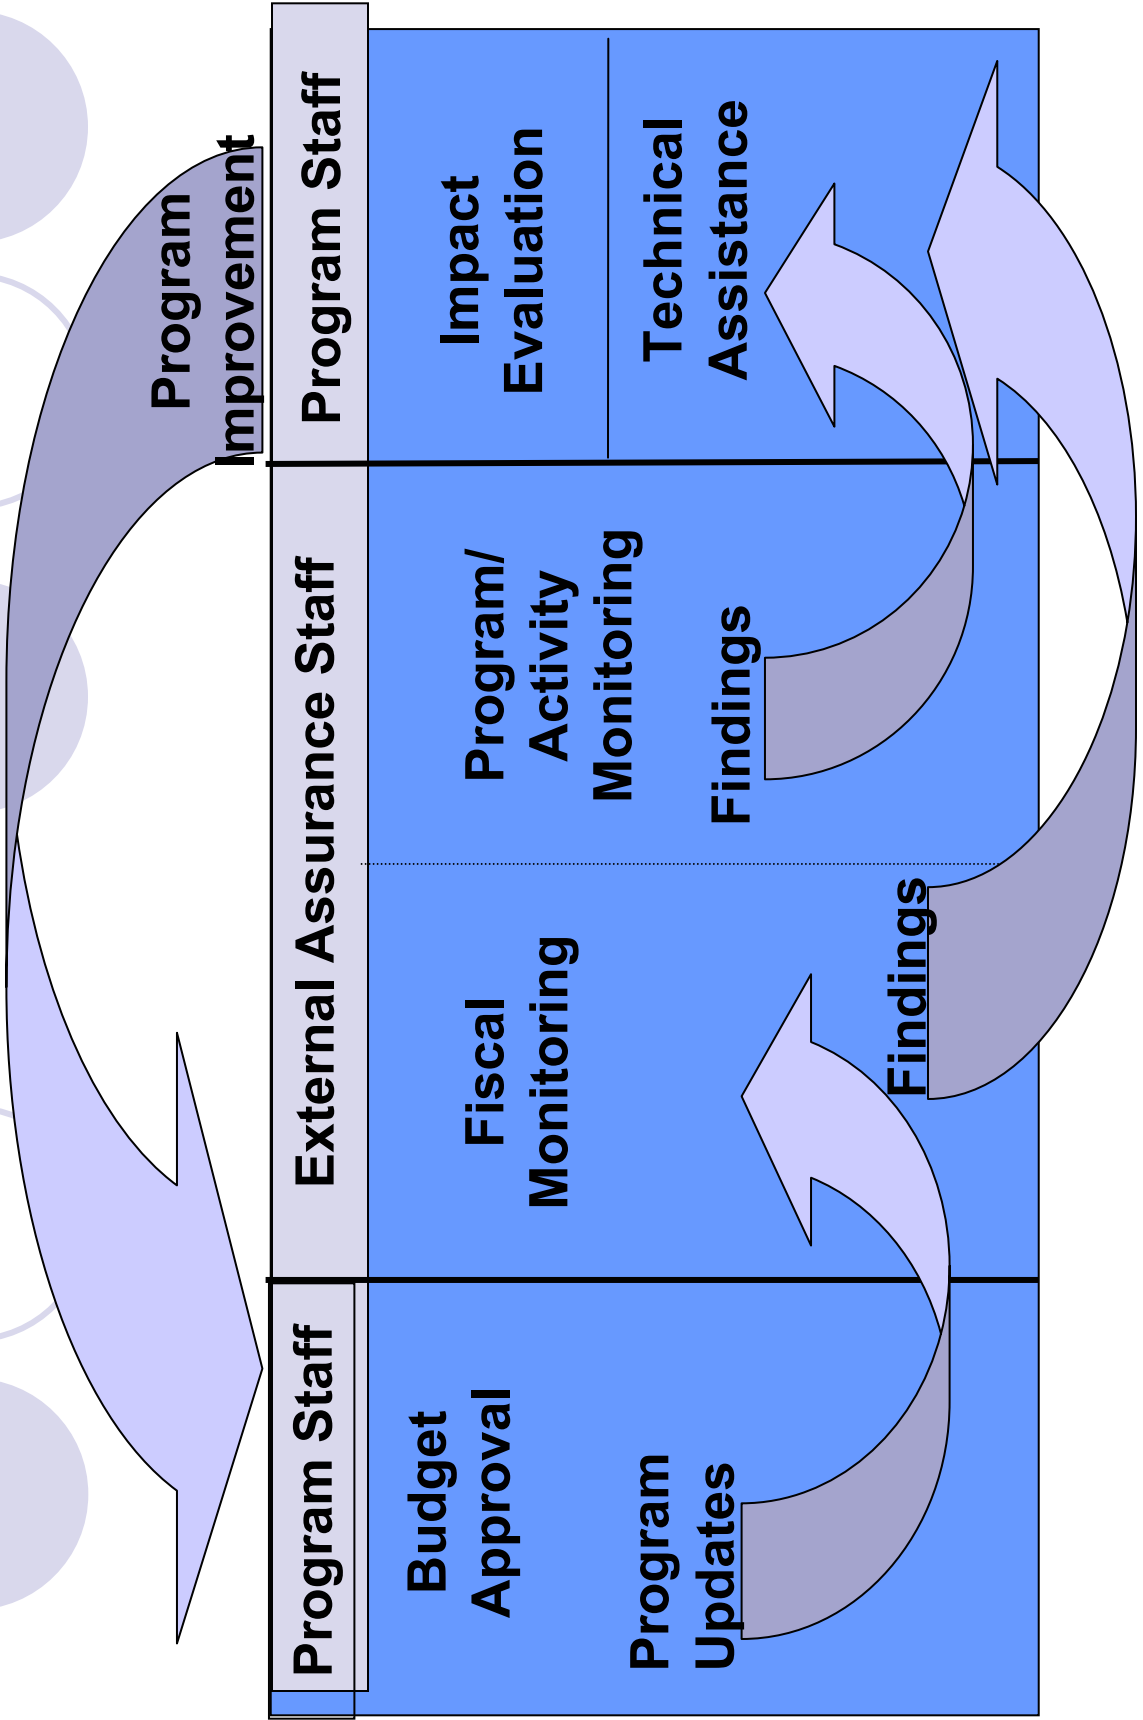 Program
Improvement
Program Staff
External Assurance Staff
Program Staff
Budget
Approval
Program
Updates
Fiscal
Monitoring
Findings
Program/
Activity
Monitoring
Findings
Impact
Evaluation
Technical
Assistance